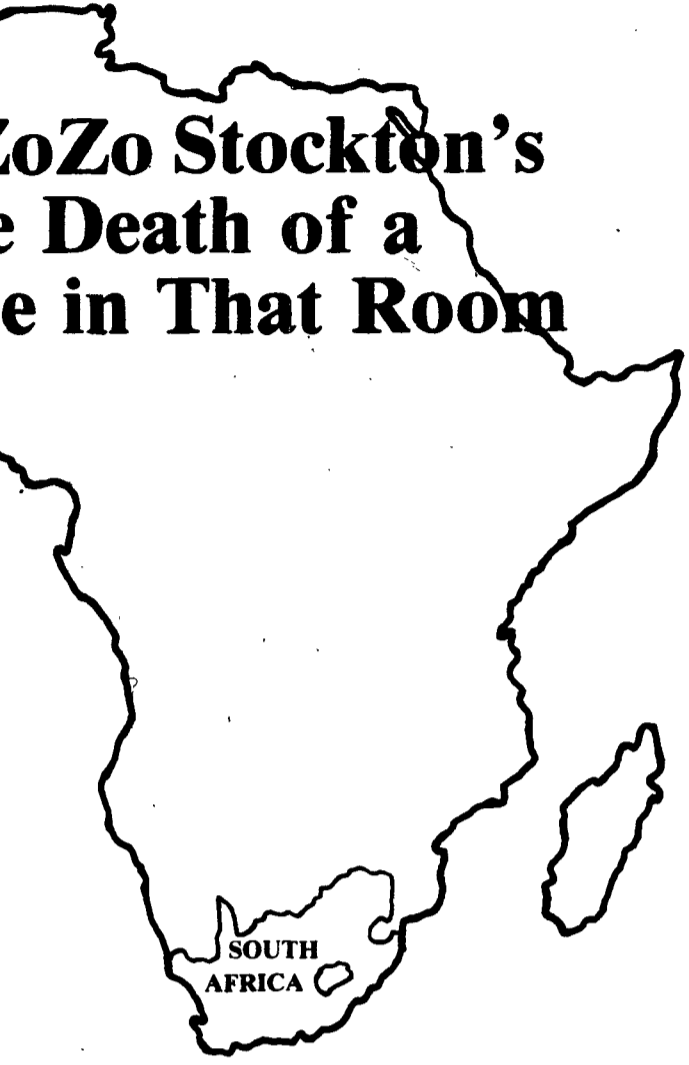 ZoZo Stockton's
e Death of a
e in That Room
SOUTH
AFRICA